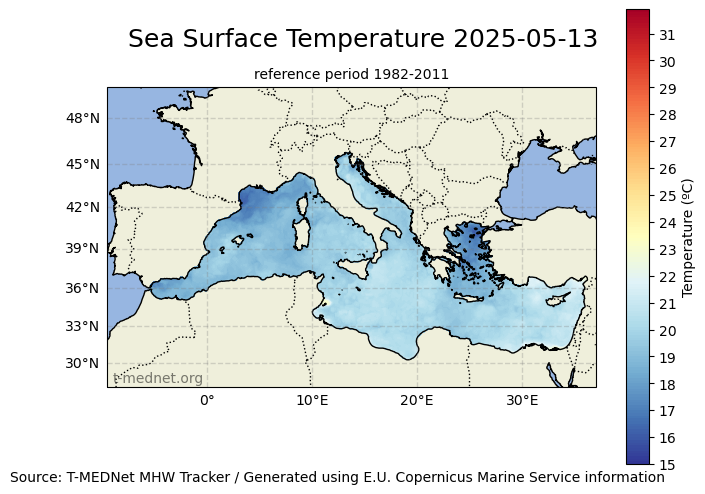 Sea Surface Temperature 2025-05-13
reference period 1982-2011
48°N
45°N
42°N
39°N
36°N
33°N
30°N
0°
10°E
20°E
30°E
t-mednet.org
31
30
29
28
27
26
25
24
23
22
21
20
19
18
17
16
15
Temperature (ºC)
Source: T-MEDNet MHW Tracker / Generated using E.U. Copernicus Marine Service information